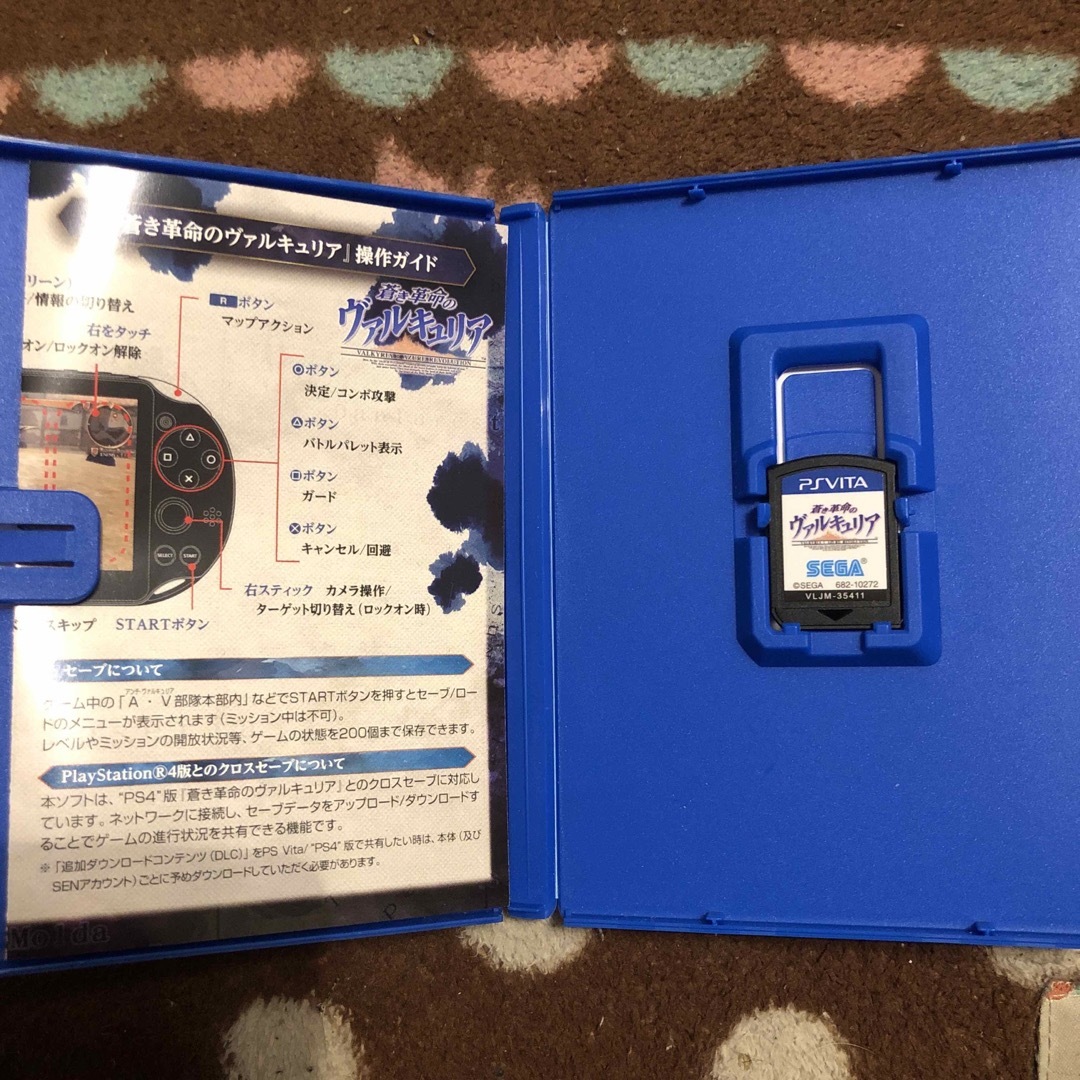 蒼き革命のヴァルキュリア』操作ガイド
リーン)
/情報の切り替え
右をタッチ
オン/ロックオン解除
R ボタン
マップアクション
蒼き革命の
ヴァルキュリア
VALKYRIE AZURE REVOLUTION
ボタン
決定/コンボ攻撃
ボタン
バトルパレット表示
ボタン
ガード
ボタン
キャンセル/回避
SELECT
START
右スティック カメラ操作/
ターゲット切り替え(ロックオン時)
スキップ
STARTボタン
セーブについて
ゲーム中の「A・V部隊本部内」などでSTARTボタンを押すとセーブ/ロー
アンチ・ヴァルキュリア
ドのメニューが表示されます(ミッション中は不可)。
レベルやミッションの開放状況等、ゲームの状態を200個まで保存できます。
PlayStation®4版とのクロスセーブについて
本ソフトは、“PS4”版『蒼き革命のヴァルキュリア』とのクロスセーブに対応し
ています。ネットワークに接続し、セーブデータをアップロード/ダウンロードす
ることでゲームの進行状況を共有できる機能です。
※「追加ダウンロードコンテンツ(DLC)」をPS Vita/“PS4”版で共有したい時は、本体(及び
SENアカウント)ごとに予めダウンロードしていただく必要があります。
PSVITA
蒼き革命の
ヴァルキュリア
SEGA
©SEGA 682-10272
VLJM-35411